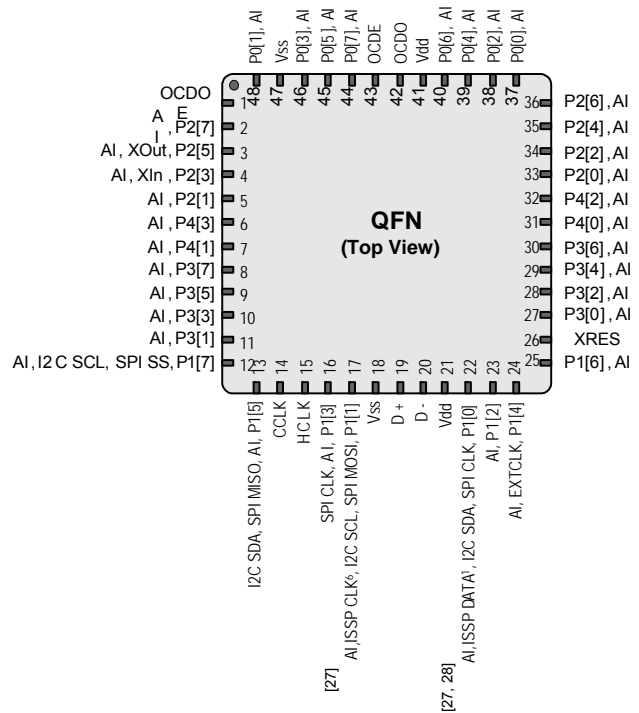 P0[1], AI
Vss
P0[3], AI
P0[5], AI
P0[7], AI
OCDE
OCDO
Vdd
P0[6], AI
P0[4], AI
P0[2], AI
P0[0], AI
48
47
46
45
44
43
42
41
40
39
38
37
OCDO
A E
I
1
, P2[7]
2
AI , XOut, P2[5]
3
AI , XIn , P2[3]
4
AI , P2[1]
5
AI , P4[3]
6
AI , P4[1]
7
AI , P3[7]
8
AI , P3[5]
9
AI , P3[3]
10
AI , P3[1]
11
AI , I2 C SCL, SPI SS, P1[7]
12
QFN
(Top View)
36
P2[6] , AI
35
P2[4] , AI
34
P2[2] , AI
33
P2[0] , AI
32
P4[2] , AI
31
P4[0] , AI
30
P3[6] , AI
29
P3[4] , AI
28
P3[2] , AI
27
P3[0] , AI
26
XRES
25
P1[6] , AI
13
14
15
16
17
18
19
20
21
22
23
24
I2C SDA, SPI MISO, AI, P1[5]
CCLK
HCLK
SPI CLK, AI, P1[3]
AI,ISSP CLK⁶, I2C SCL, SPI MOSI, P1[1]
Vss
D +
D -
Vdd
AI,ISSP DATA¹, I2C SDA, SPI CLK, P1[0]
AI, P1[2]
AI, EXTCLK, P1[4]
[27]
[27, 28]